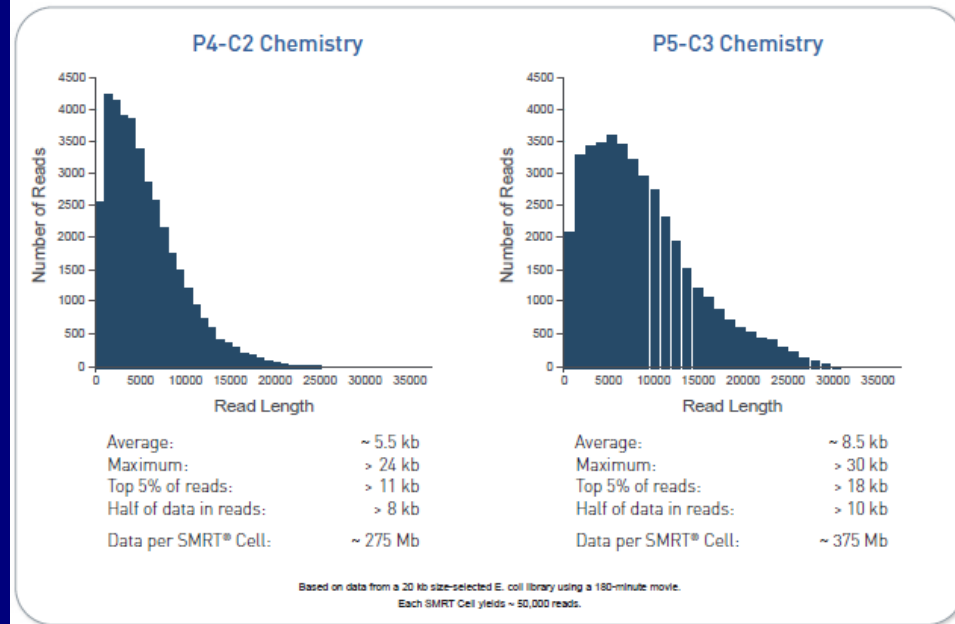 P4-C2 Chemistry
Number of Reads
4500
4000
3500
3000
2500
2000
1500
1000
500
0
0 5000 10000 15000 20000 25000 30000 35000
Read Length
Average: ~ 5.5 kb
Maximum: > 24 kb
Top 5% of reads: > 11 kb
Half of data in reads: > 8 kb
Data per SMRT® Cell: ~ 275 Mb
P5-C3 Chemistry
Number of Reads
4500
4000
3500
3000
2500
2000
1500
1000
500
0
0 5000 10000 15000 20000 25000 30000 35000
Read Length
Average: ~ 8.5 kb
Maximum: > 30 kb
Top 5% of reads: > 18 kb
Half of data in reads: > 10 kb
Data per SMRT® Cell: ~ 375 Mb
Based on data from a 20 kb size-selected E. coli library using a 180-minute movie.
Each SMRT Cell yields ~ 50,000 reads.